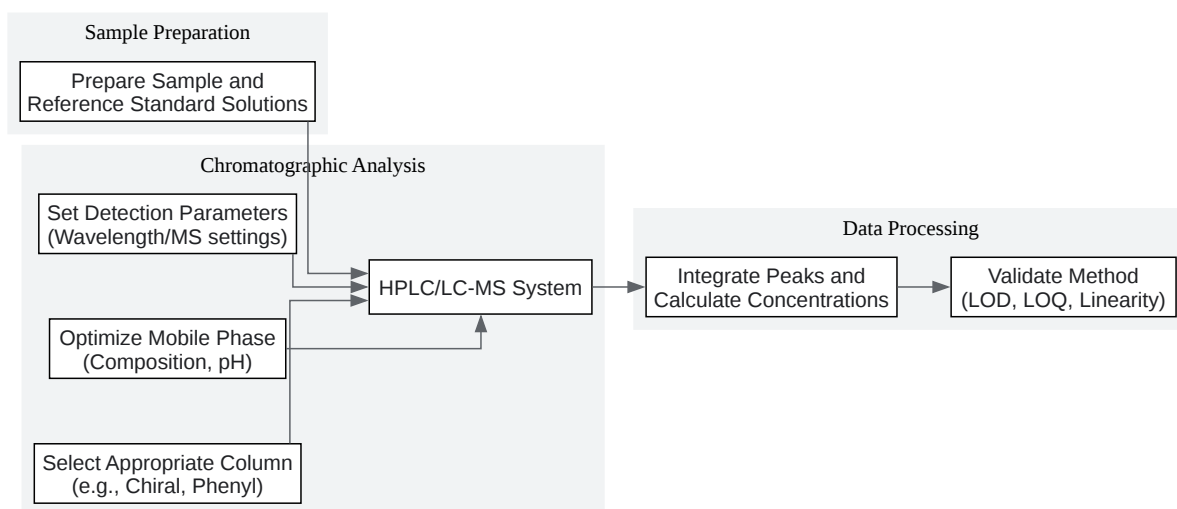 Sample Preparation
Prepare Sample and
Reference Standard Solutions
Chromatographic Analysis
Set Detection Parameters
(Wavelength/MS settings)
HPLC/LC-MS System
Optimize Mobile Phase
(Composition, pH)
Select Appropriate Column
(e.g., Chiral, Phenyl)
Data Processing
Integrate Peaks and
Calculate Concentrations
Validate Method
(LOD, LOQ, Linearity)